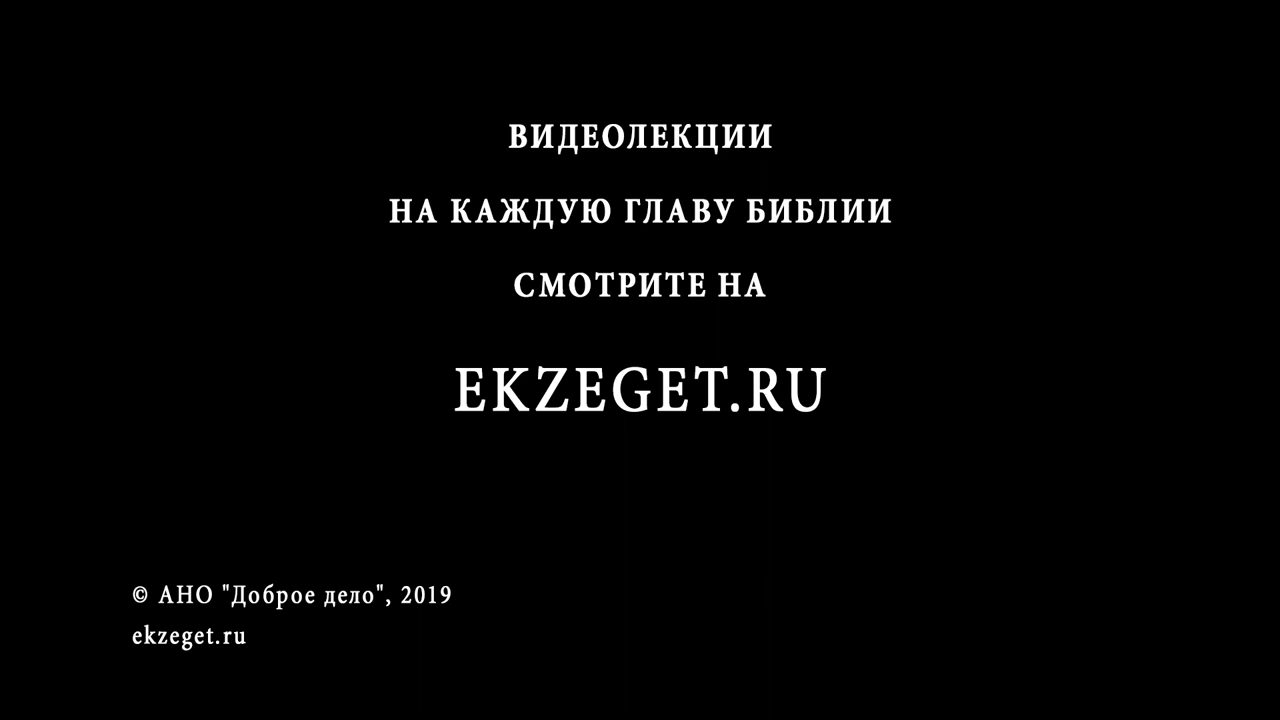 ВИДЕОЛЕКЦИИ
НА КАЖДУЮ ГЛАВУ БИБЛИИ
СМОТРИТЕ НА
EKZEGET.RU
© АНО "Доброе дело", 2019
ekzeget.ru